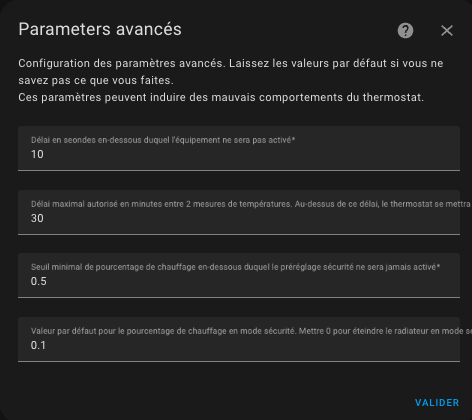 Parameters avancés
Configuration des paramètres avancés. Laissez les valeurs par défaut si vous ne
savez pas ce que vous faites.
Ces paramètres peuvent induire des mauvais comportements du thermostat.
Délai en seondes en-dessous duquel l'équipement ne sera pas activé*
10
Délai maximal autorisé en minutes entre 2 mesures de températures. Au-dessus de ce délai, le thermostat se mettra
30
Seuil minimal de pourcentage de chauffage en-dessous duquel le préréglage sécurité ne sera jamais activé*
0.5
Valeur par défaut pour le pourcentage de chauffage en mode sécurité. Mettre 0 pour éteindre le radiateur en mode
0.1
VALIDER